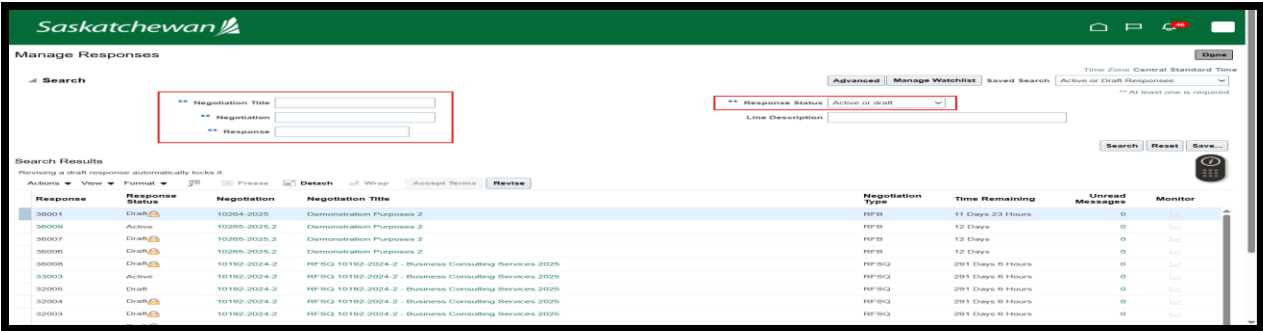 Saskatchewan
46
Manage Responses
Done
Time Zone Central Standard Time
Search
Advanced Manage Watchlist Saved Search Active or Draft Responses
** At least one is required
** Negotiation Title
** Response Status Active or draft
** Negotiation
Line Description
** Response
Search Reset Save...
Search Results
Revising a draft response automatically locks it.
Actions View Format Freeze Detach Wrap Accept Terms Revise
Response Response Status Negotiation Negotiation Title Negotiation Type Time Remaining Unread Messages Monitor
38001 Draft 10264-2025 Demonstration Purposes 2 RFB 11 Days 23 Hours 0
36009 Active 10265-2025,2 Demonstration Purposes 2 RFB 12 Days 0
36007 Draft 10265-2025,2 Demonstration Purposes 2 RFB 12 Days 0
36006 Draft 10265-2025,2 Demonstration Purposes 2 RFB 12 Days 0
36008 Draft 10192-2024-2 RFSQ 10192-2024-2 - Business Consulting Services 2025 RFSQ 291 Days 6 Hours 0
33003 Active 10192-2024-2 RFSQ 10192-2024-2 - Business Consulting Services 2025 RFSQ 291 Days 6 Hours 0
32005 Draft 10192-2024-2 RFSQ 10192-2024-2 - Business Consulting Services 2025 RFSQ 291 Days 6 Hours 0
32004 Draft 10192-2024-2 RFSQ 10192-2024-2 - Business Consulting Services 2025 RFSQ 291 Days 6 Hours 0
32003 Draft 10192-2024-2 RFSQ 10192-2024-2 - Business Consulting Services 2025 RFSQ 291 Days 6 Hours 0